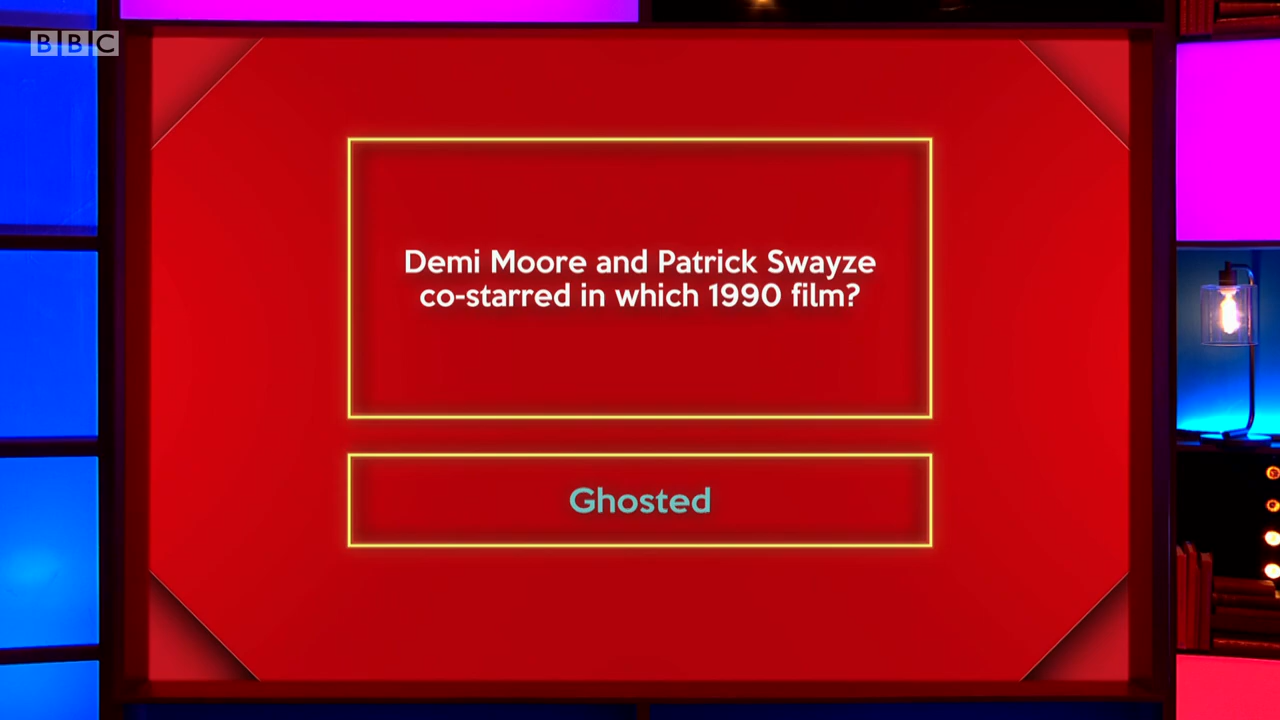 BBC
Demi Moore and Patrick Swayze
co-starred in which 1990 film?
Ghosted